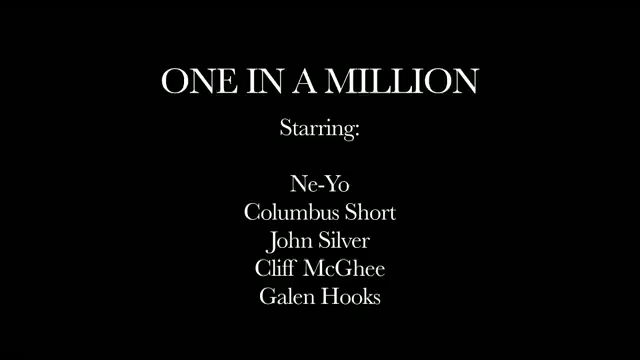 ONE IN A MILLION
Starring:
Ne-Yo
Columbus Short
John Silver
Cliff McGhee
Galen Hooks